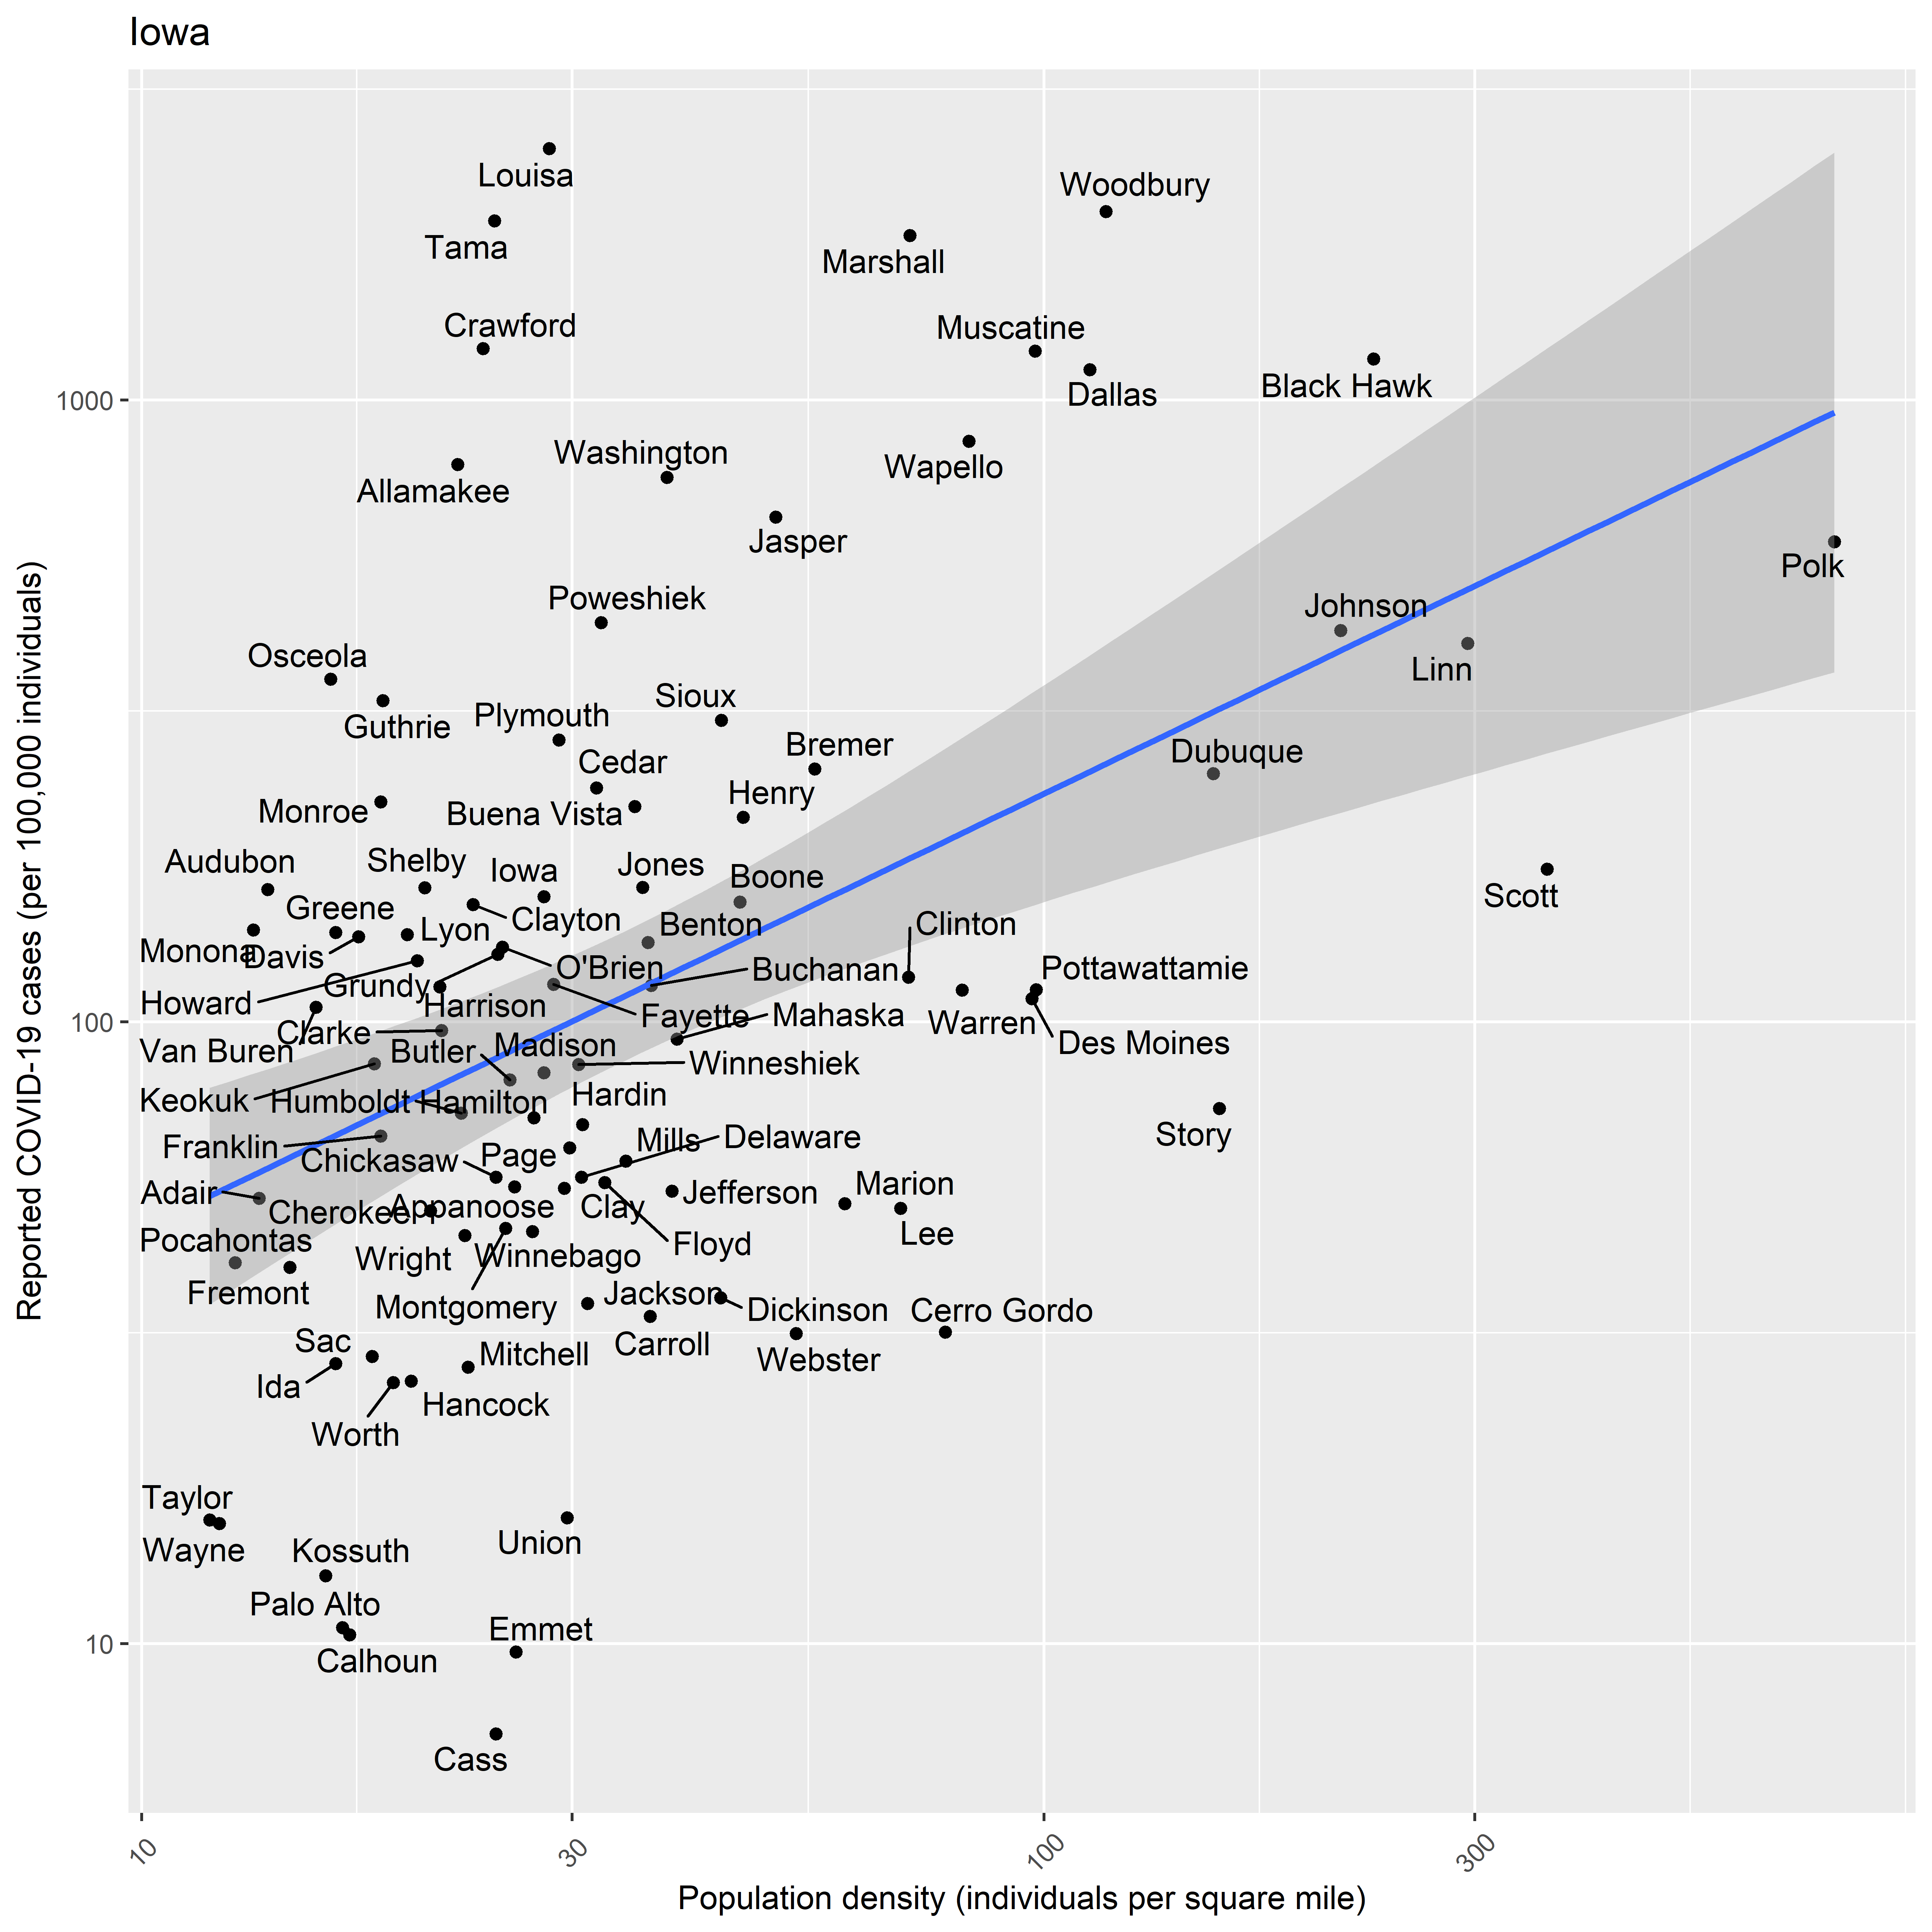 Iowa
Louisa
Woodbury
Tama
Marshall
Crawford
Muscatine
Dallas
Black Hawk
1000
Washington
Wapello
Allamakee
Jasper
Polk
Poweshiek
Johnson
Osceola
Linn
Sioux
Plymouth
Guthrie
Bremer
Dubuque
Cedar
Henry
Monroe
Buena Vista
Audubon
Shelby
Iowa
Jones
Boone
Scott
Greene
Clayton
Lyon
Benton
Clinton
Monona
Davis
O'Brien
Buchanan
Pottawattamie
Grundy
Howard
Harrison
Fayette
Mahaska
Warren
100
Clarke
Des Moines
Van Buren
Butler
Madison
Winneshiek
Keokuk
Humboldt
Hamilton
Hardin
Story
Franklin
Mills
Delaware
Chickasaw
Page
Adair
Jefferson
Marion
Cherokee
Appanoose
Clay
Lee
Pocahontas
Wright
Winnebago
Floyd
Fremont
Montgomery
Jackson
Dickinson
Cerro Gordo
Sac
Mitchell
Carroll
Webster
Ida
Hancock
Worth
Taylor
Wayne
Union
Kossuth
Palo Alto
Emmet
10
Calhoun
Cass
10
30
100
300
Population density (individuals per square mile)
Reported COVID-19 cases (per 100,000 individuals)